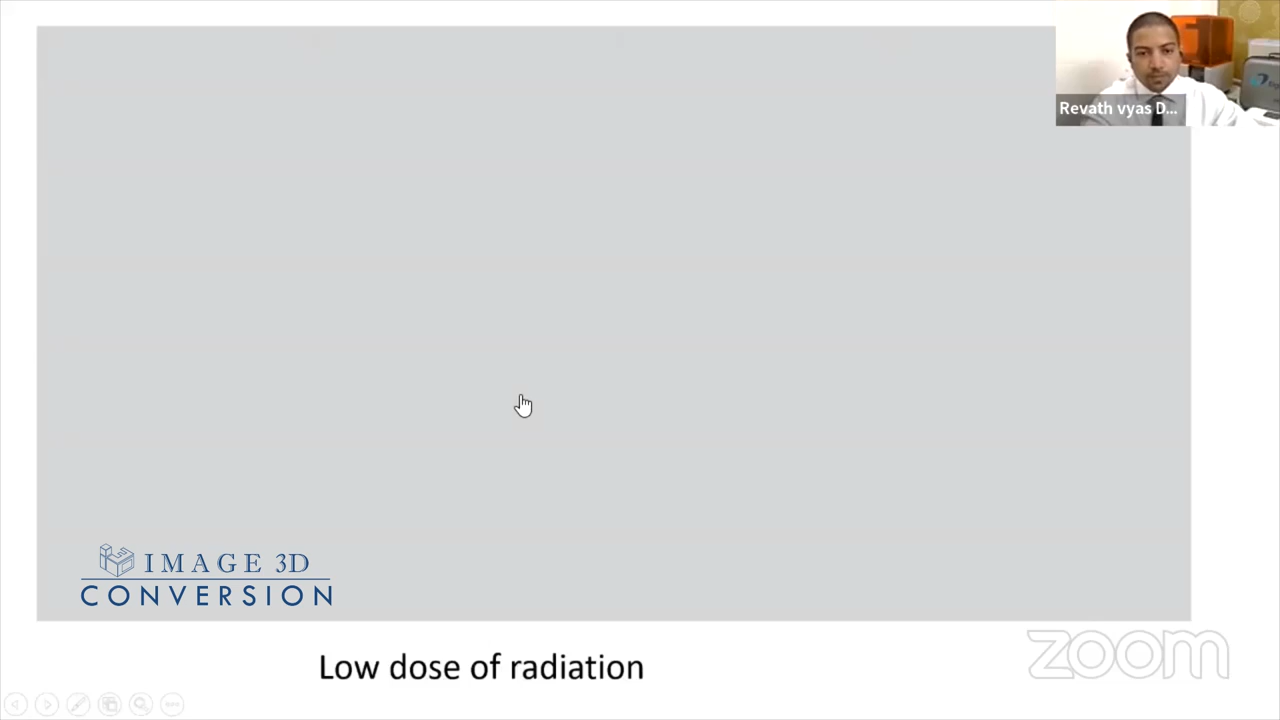 Revath vyas D...
IMAGE 3D
CONVERSION
Low dose of radiation
zoom